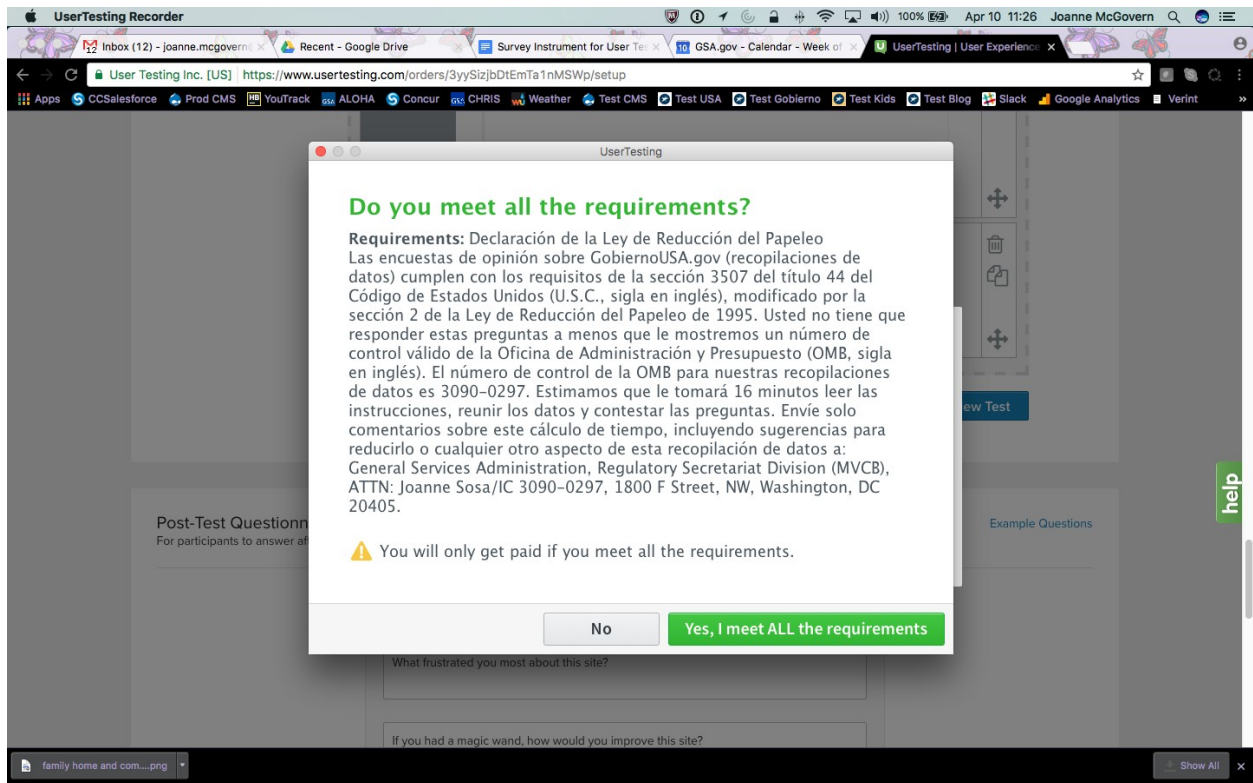 UserTesting Recorder
100%
Apr 10 11:26
Joanne McGovern
Inbox (12) - joanne.mcgovern
Recent - Google Drive
Survey Instrument for User Te
GSA.gov - Calendar - Week of
UserTesting | User Experience
User Testing Inc. [US]
https://www.usertesting.com/orders/3yySizjbDtEmTa1nMSWp/setup
Apps CCSalesforce Prod CMS YouTrack ALOHA Concur CHRIS Weather Test CMS Test USA Test Gobierno Test Kids Test Blog Slack Google Analytics Verint
UserTesting
Do you meet all the requirements?
Requirements: Declaración de la Ley de Reducción del Papeleo
Las encuestas de opinión sobre GobiernoUSA.gov (recopilaciones de
datos) cumplen con los requisitos de la sección 3507 del título 44 del
Código de Estados Unidos (U.S.C., sigla en inglés), modificado por la
sección 2 de la Ley de Reducción del Papeleo de 1995. Usted no tiene que
responder estas preguntas a menos que le mostremos un número de
control válido de la Oficina de Administración y Presupuesto (OMB, sigla
en inglés). El número de control de la OMB para nuestras recopilaciones
de datos es 3090-0297. Estimamos que le tomará 16 minutos leer las
instrucciones, reunir los datos y contestar las preguntas. Envíe solo
comentarios sobre este cálculo de tiempo, incluyendo sugerencias para
reducirlo o cualquier otro aspecto de esta recopilación de datos a:
General Services Administration, Regulatory Secretariat Division (MVCB),
ATTN: Joanne Sosa/IC 3090-0297, 1800 F Street, NW, Washington, DC
20405.
You will only get paid if you meet all the requirements.
No
Yes, I meet ALL the requirements
ew Test
help
Post-Test Questionn
For participants to answer af
Example Questions
What frustrated you most about this site?
If you had a magic wand, how would you improve this site?
family home and com....png
Show All